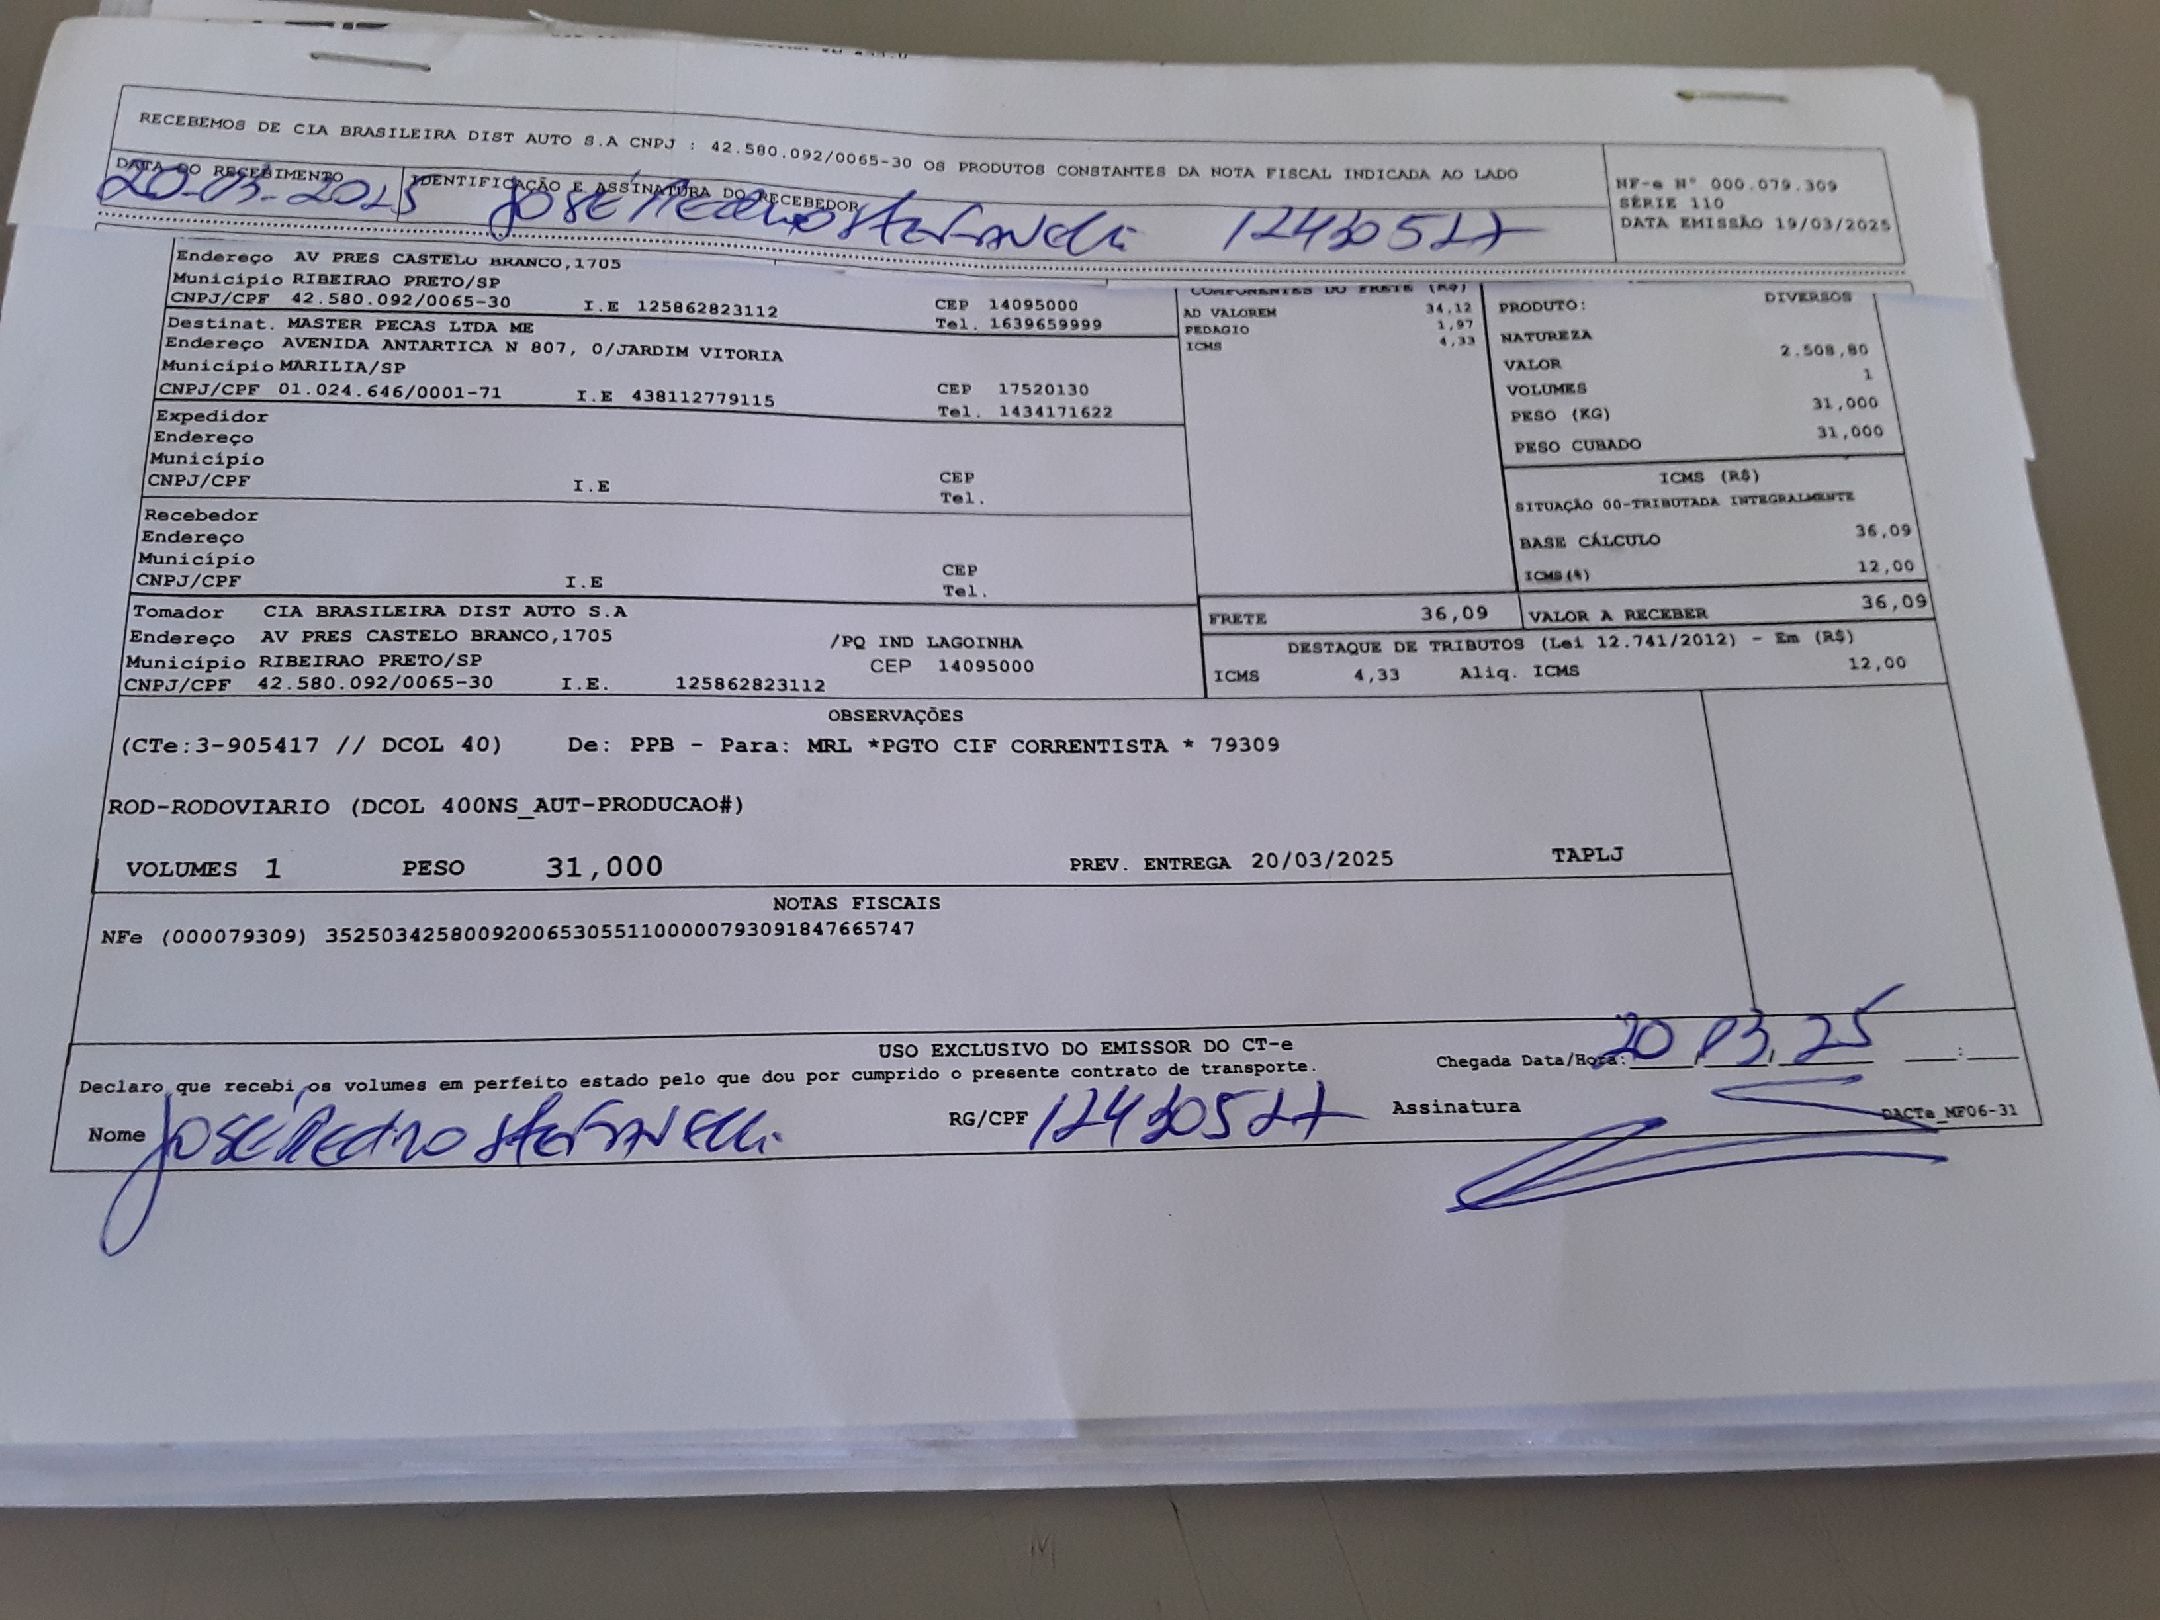 RECEBEMOS DE CIA BRASILEIRA DIST AUTO S.A CNPJ : 42.580.092/0065-30 OS PRODUTOS CONSTANTES DA NOTA FISCAL INDICADA AO LADO
NF-e N° 000.079.309
SÉRIE 110
DATA EMISSÃO 19/03/2025
DATA DO RECEBIMENTO
IDENTIFICAÇÃO E ASSINATURA DO RECEBEDOR
20-03-2025 José Pedro Stefanelli 12430527
Endereço AV PRES CASTELO BRANCO,1705
Município RIBEIRAO PRETO/SP
CNPJ/CPF 42.580.092/0065-30 I.E 125862823112
CEP 14095000
Tel. 1639659999
Destinat. MASTER PECAS LTDA ME
Endereço AVENIDA ANTARTICA N 807, 0/JARDIM VITORIA
Município MARILIA/SP
CNPJ/CPF 01.024.646/0001-71 I.E 438112779115
CEP 17520130
Tel. 1434171622
Expedidor
Endereço
Município
CNPJ/CPF I.E
CEP
Tel.
Recebedor
Endereço
Município
CNPJ/CPF I.E
CEP
Tel.
Tomador CIA BRASILEIRA DIST AUTO S.A
Endereço AV PRES CASTELO BRANCO,1705 /PQ IND LAGOINHA
Município RIBEIRAO PRETO/SP CEP 14095000
CNPJ/CPF 42.580.092/0065-30 I.E. 125862823112
COMPONENTES DO FRETE (R$)
AD VALOREM 34,12
PEDAGIO 1,97
ICMS 4,33
PRODUTO: DIVERSOS
NATUREZA
VALOR 2.508,80
VOLUMES 1
PESO (KG) 31,000
PESO CUBADO 31,000
ICMS (R$)
SITUAÇÃO 00-TRIBUTADA INTEGRALMENTE
BASE CÁLCULO 36,09
ICMS(%) 12,00
FRETE 36,09 VALOR A RECEBER 36,09
DESTAQUE DE TRIBUTOS (Lei 12.741/2012) - Em (R$)
ICMS 4,33 Aliq. ICMS 12,00
OBSERVAÇÕES
(CTe:3-905417 // DCOL 40) De: PPB - Para: MRL *PGTO CIF CORRENTISTA * 79309
ROD-RODOVIARIO (DCOL 400NS_AUT-PRODUCAO#)
VOLUMES 1 PESO 31,000 PREV. ENTREGA 20/03/2025 TAPLJ
NOTAS FISCAIS
NFe (000079309) 35250342580092006530551100000793091847665747
USO EXCLUSIVO DO EMISSOR DO CT-e
Declaro que recebi os volumes em perfeito estado pelo que dou por cumprido o presente contrato de transporte.
Chegada Data/Hora: 20 03 25 :
Nome José Pedro Stefanelli RG/CPF 12430527 Assinatura
DACTe_MF06-31